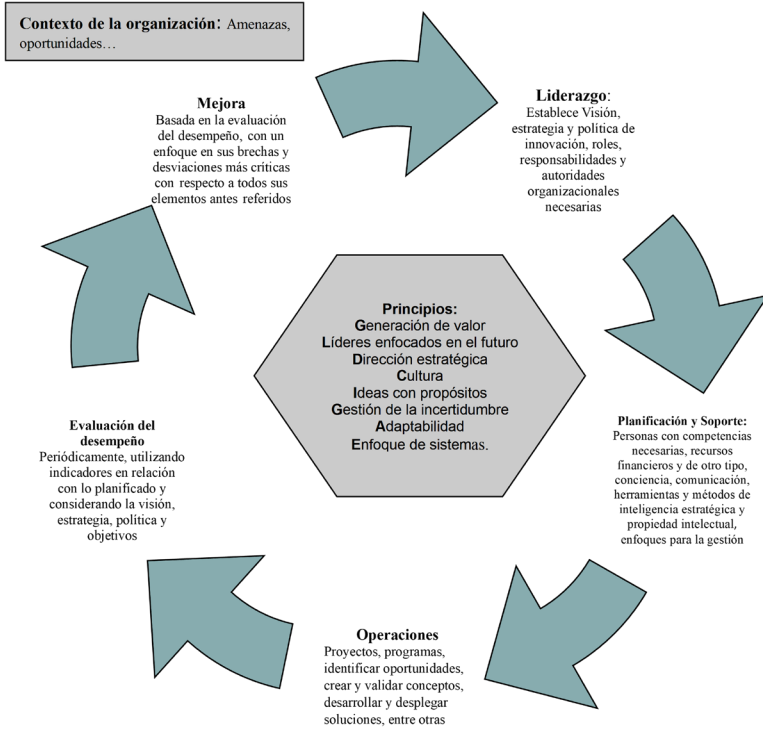 Contexto de la organización: Amenazas,
oportunidades…
Mejora
Basada en la evaluación
del desempeño, con un
enfoque en sus brechas y
desviaciones más críticas
con respecto a todos sus
elementos antes referidos
Liderazgo:
Establece Visión,
estrategia y política de
innovación, roles,
responsabilidades y
autoridades
organizacionales
necesarias
Principios:
Generación de valor
Líderes enfocados en el futuro
Dirección estratégica
Cultura
Ideas con propósitos
Gestión de la incertidumbre
Adaptabilidad
Enfoque de sistemas.
Evaluación del
desempeño
Periódicamente, utilizando
indicadores en relación
con lo planificado y
considerando la visión,
estrategia, política y
objetivos
Planificación y Soporte:
Personas con competencias
necesarias, recursos
financieros y de otro tipo,
conciencia, comunicación,
herramientas y métodos de
inteligencia estratégica y
propiedad intelectual,
enfoques para la gestión
Operaciones
Proyectos, programas,
identificar oportunidades,
crear y validar conceptos,
desarrollar y desplegar
soluciones, entre otras